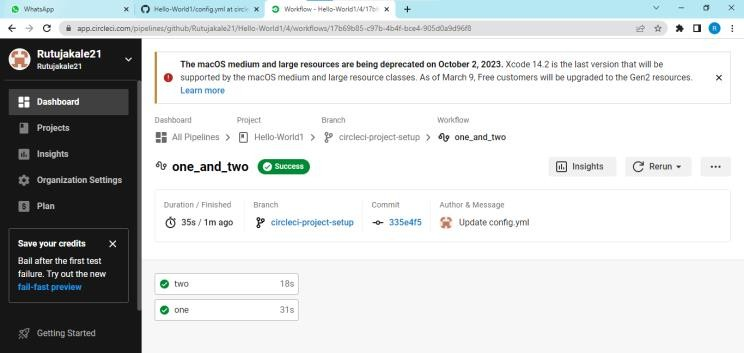 WhatsApp
Hello-World1/config.yml at circle
Workflow - Hello-World1/4/17b6
app.circleci.com/pipelines/github/Rutujakale21/Hello-World1/4/workflows/17b69b85-c97b-4b4f-bce4-905d0a9d96f8
R
Rutujakale21
Rutujakale21
Dashboard
Projects
Insights
Organization Settings
Plan
Save your credits
Bail after the first test
failure. Try out the new
fail-fast preview
Getting Started
The macOS medium and large resources are being deprecated on October 2, 2023. Xcode 14.2 is the last version that will be
supported by the macOS medium and large resource classes. As of March 9, Free customers will be upgraded to the Gen2 resources.
Learn more
Dashboard Project Branch Workflow
All Pipelines Hello-World1 circleci-project-setup one_and_two
one_and_two Success Insights Rerun
Duration / Finished Branch Commit Author & Message
35s / 1m ago circleci-project-setup 335e4f5 Update config.yml
two 18s
one 31s